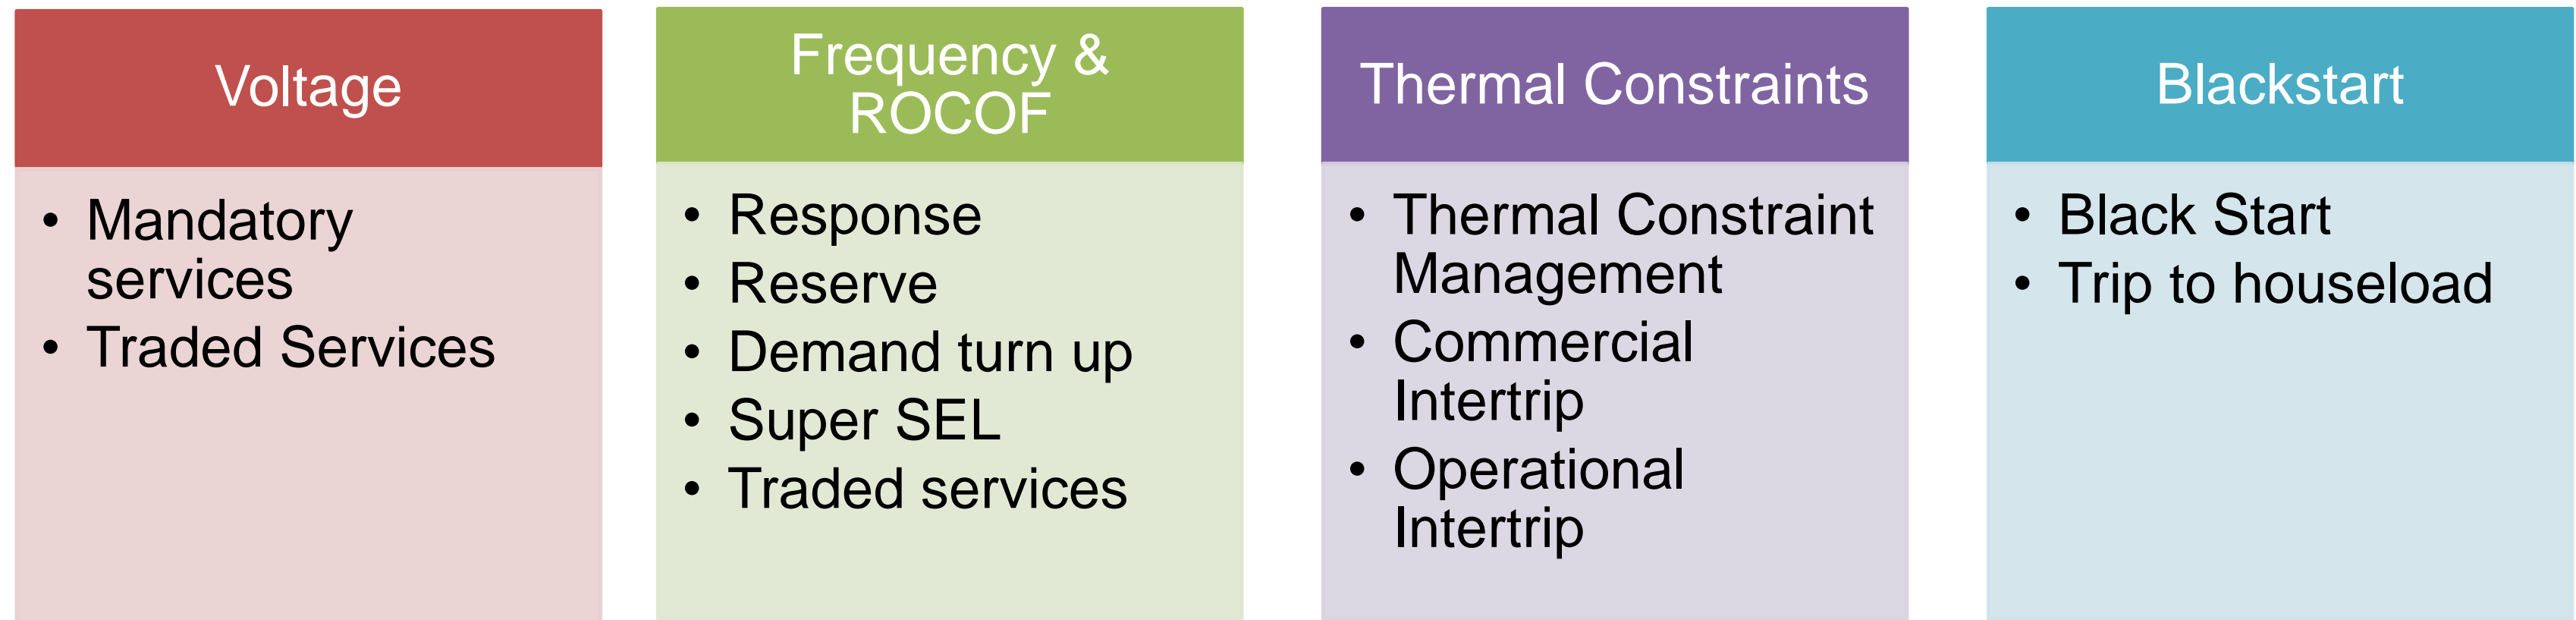 Voltage
• Mandatory
services
• Traded Services
Frequency &
ROCOF
• Response
• Reserve
• Demand turn up
• Super SEL
• Traded services
Thermal Constraints
• Thermal Constraint
Management
• Commercial
Intertrip
• Operational
Intertrip
Blackstart
• Black Start
• Trip to houseload